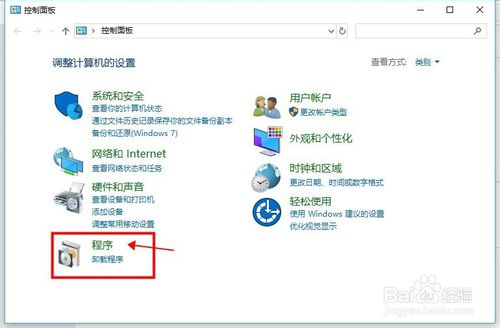 控制面板
控制面板
调整计算机的设置
查看方式: 类别
系统和安全
查看你的计算机状态
通过文件历史记录保存你的文件备份副本
备份和还原(Windows 7)
网络和 Internet
查看网络状态和任务
硬件和声音
查看设备和打印机
添加设备
调整常用移动设置
程序
卸载程序
用户帐户
更改帐户类型
外观和个性化
时钟和区域
更改日期、时间或数字格式
轻松使用
使用 Windows 建议的设置
优化视觉显示
Baidu 经验
jingyan.baidu.com